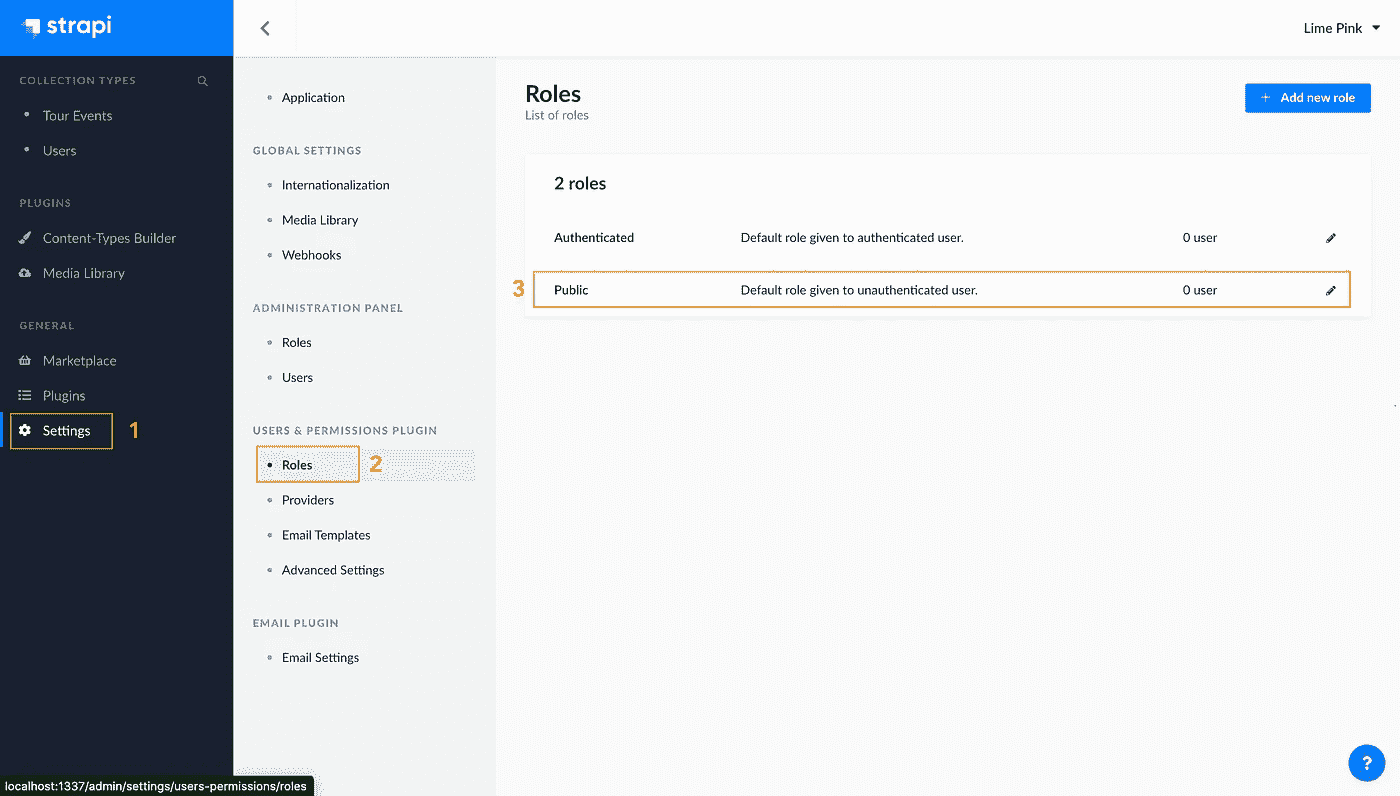 strapi
Lime Pink
COLLECTION TYPES
Tour Events
Users
PLUGINS
Content-Types Builder
Media Library
GENERAL
Marketplace
Plugins
Settings
1
Application
GLOBAL SETTINGS
Internationalization
Media Library
Webhooks
ADMINISTRATION PANEL
Roles
Users
USERS & PERMISSIONS PLUGIN
Roles
2
Providers
Email Templates
Advanced Settings
EMAIL PLUGIN
Email Settings
Roles
List of roles
+ Add new role
2 roles
Authenticated Default role given to authenticated user. 0 user
3 Public Default role given to unauthenticated user. 0 user
?
localhost:1337/admin/settings/users-permissions/roles